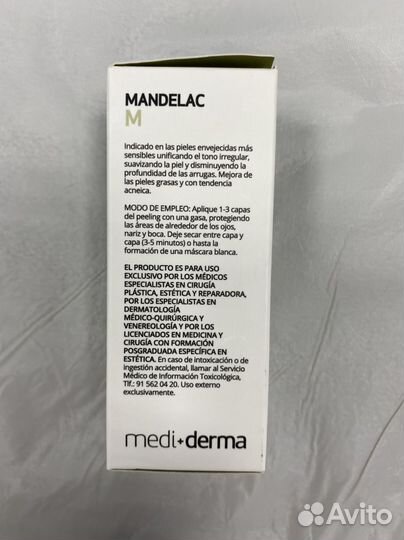 MANDELAC
M
Indicado en las pieles envejecidas más
sensibles unificando el tono irregular,
suavizando la piel y disminuyendo la
profundidad de las arrugas. Mejora de
las pieles grasas y con tendencia
acneica.
MODO DE EMPLEO: Aplique 1-3 capas
del peeling con una gasa, protegiendo
las áreas de alrededor de los ojos,
nariz y boca. Deje secar entre capa y
capa (3-5 minutos) o hasta la
formación de una máscara blanca.
EL PRODUCTO ES PARA USO
EXCLUSIVO POR LOS MÉDICOS
ESPECIALISTAS EN CIRUGÍA
PLÁSTICA, ESTÉTICA Y REPARADORA,
POR LOS ESPECIALISTAS EN
DERMATOLOGÍA
MÉDICO-QUIRÚRGICA Y
VENEREOLOGÍA Y POR LOS
LICENCIADOS EN MEDICINA Y
CIRUGÍA CON FORMACIÓN
POSGRADUADA ESPECÍFICA EN
ESTÉTICA. En caso de intoxicación o de
ingestión accidental, llamar al Servicio
Médico de Información Toxicológica,
Tlf.: 91 562 04 20. Uso externo
exclusivamente.
medi+derma
Avito